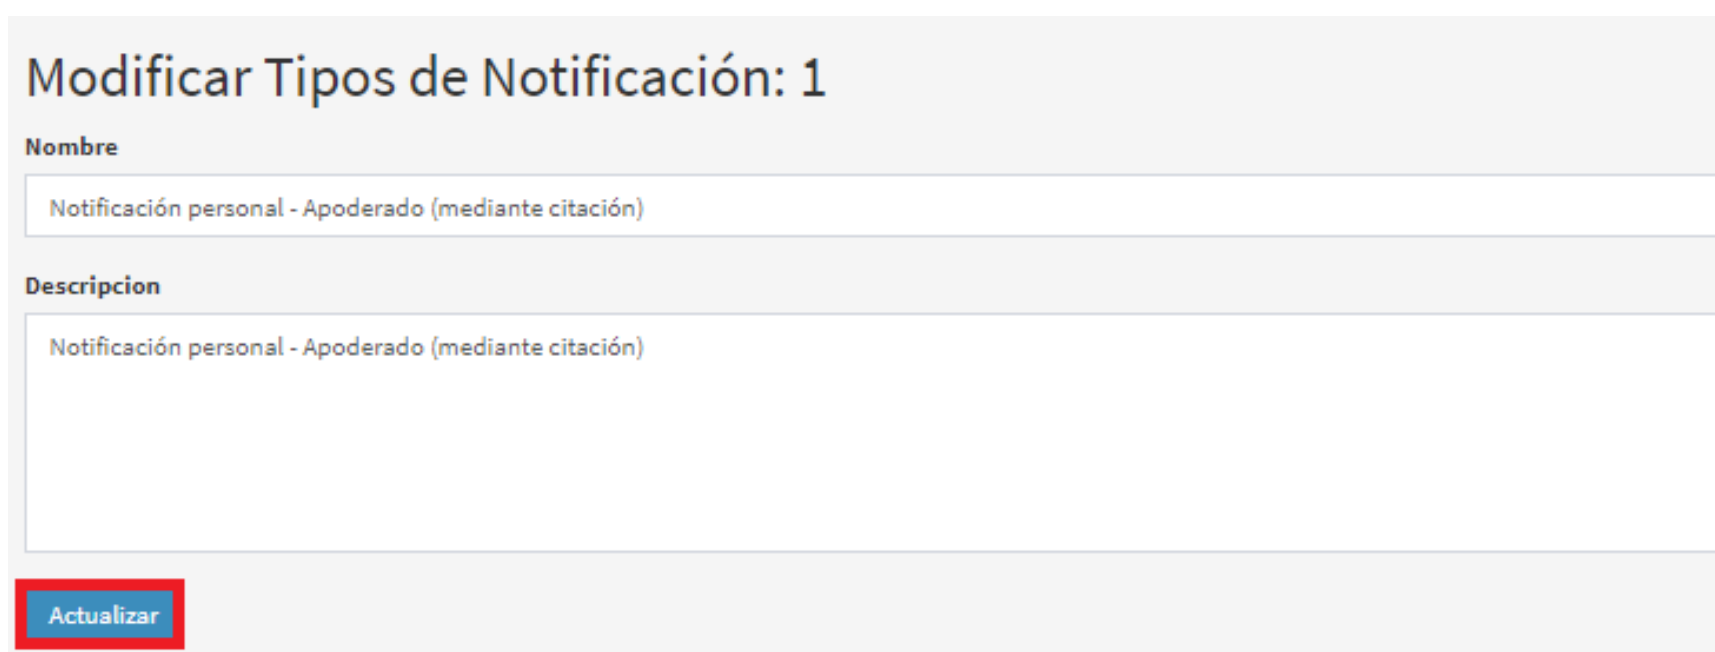 Modificar Tipos de Notificación: 1
Nombre
Notificación personal - Apoderado (mediante citación)
Descripcion
Notificación personal - Apoderado (mediante citación)
Actualizar